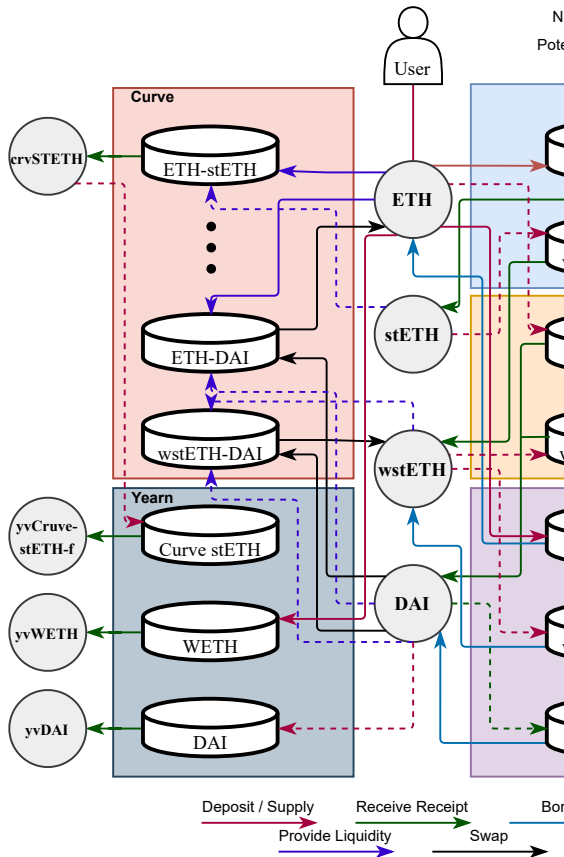 N
Pote
User
Curve
crvSTETH
ETH-stETH
ETH
stETH
ETH-DAI
wstETH-DAI
wstETH
Yearn
yvCruve-
stETH-f
Curve stETH
DAI
yvWETH
WETH
yvDAI
DAI
Deposit / Supply
Receive Receipt
Bor
Provide Liquidity
Swap